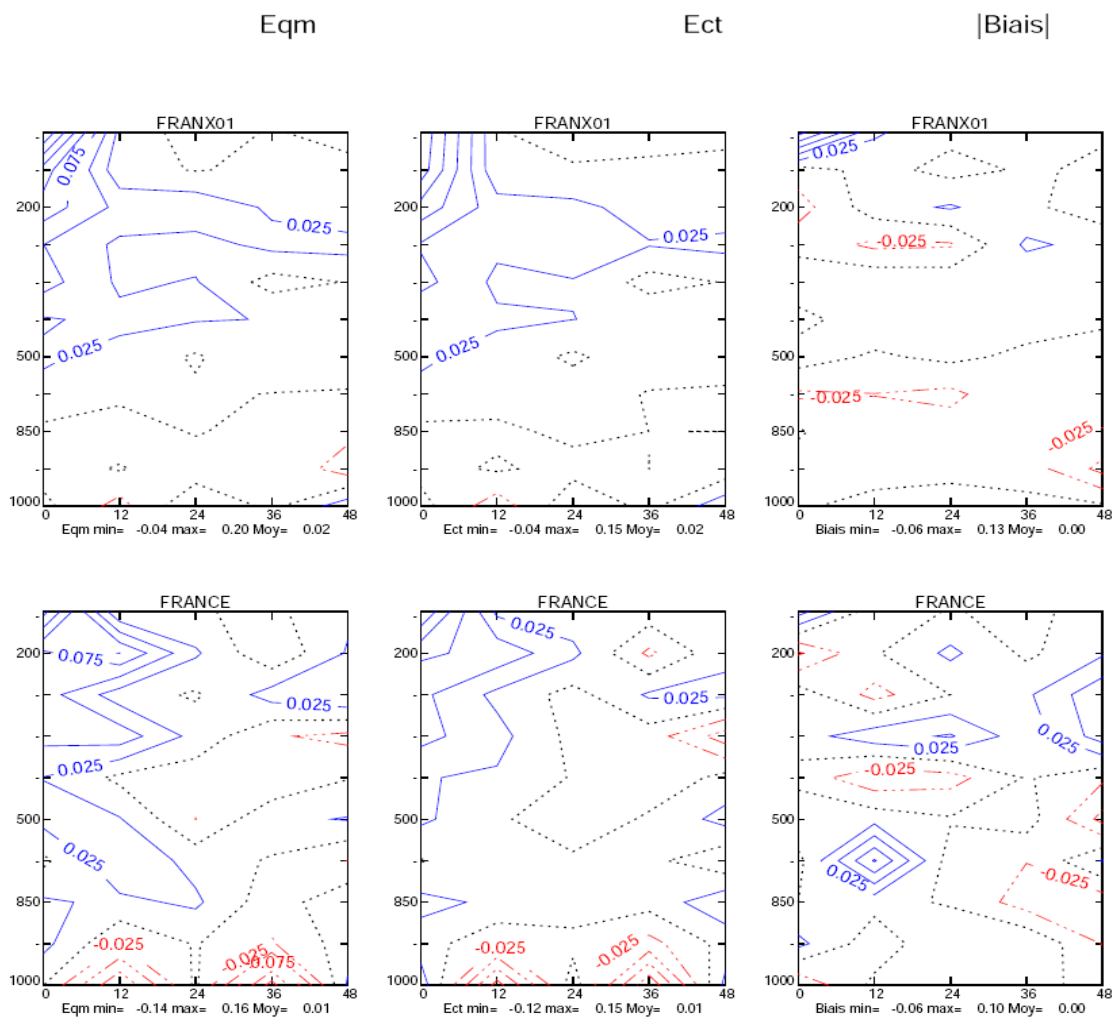 Eqm Ect |Biais|
FRANX01 FRANX01 FRANX01
0.075 0.025
200 200 200
0.025 0.025 -0.025
500 500 500
0.025 0.025 -0.025
850 850 850
-0.025
1000 1000 1000
0 12 24 36 48 0 12 24 36 48 0 12 24 36 48
Eqm min= -0.04 max= 0.20 Moy= 0.02 Ect min= -0.04 max= 0.15 Moy= 0.02 Biais min= -0.06 max= 0.13 Moy= 0.00
FRANCE FRANCE FRANCE
0.025
200 200 200
0.075
0.025 0.025 0.025 0.025
0.025 -0.025
500 500 500
0.025 0.025 -0.025
850 850 850
-0.025 -0.025 -0.075 -0.025 -0.025
1000 1000 1000
0 12 24 36 48 0 12 24 36 48 0 12 24 36 48
Eqm min= -0.14 max= 0.16 Moy= 0.01 Ect min= -0.12 max= 0.15 Moy= 0.01 Biais min= -0.06 max= 0.10 Moy= 0.00